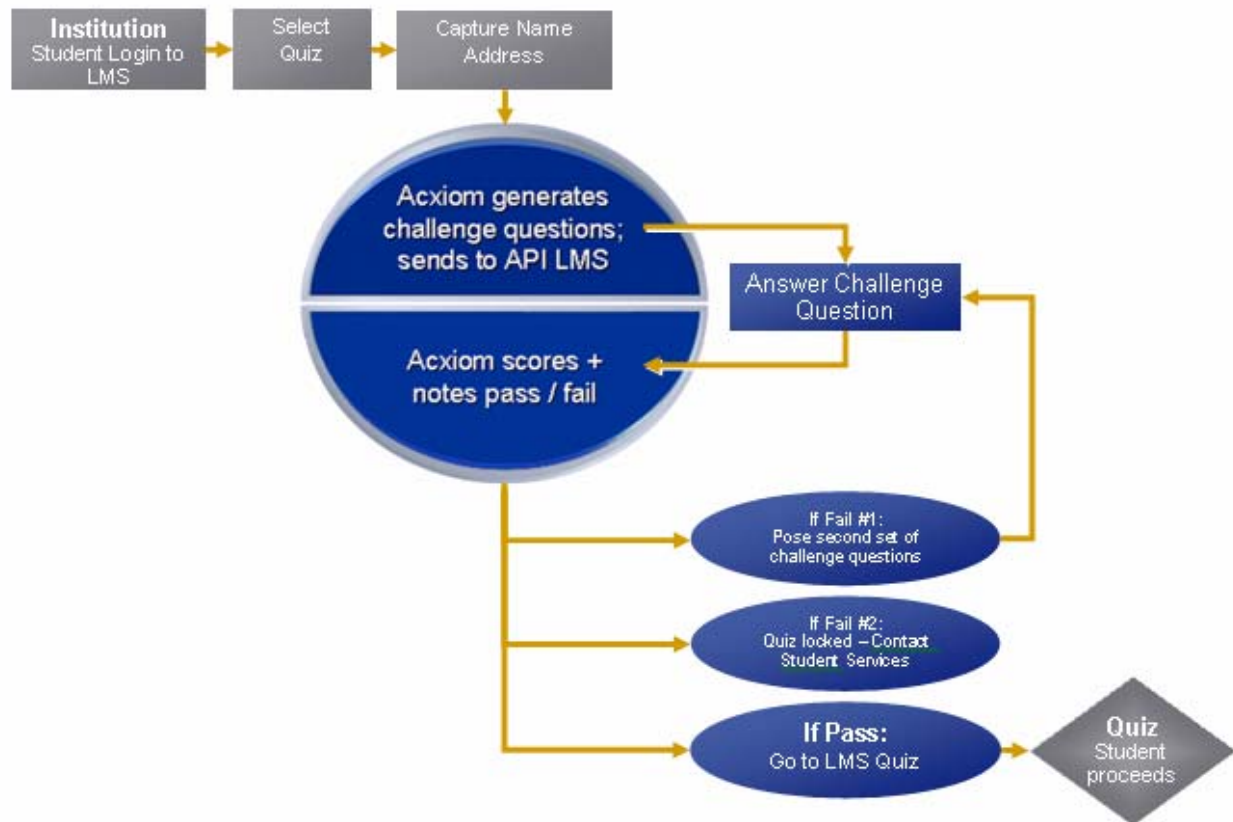 Institution
Student Login to
LMS
Select
Quiz
Capture Name
Address
Acxiom generates
challenge questions;
sends to API LMS
Answer Challenge
Question
Acxiom scores +
notes pass / fail
If Fail #1:
Pose second set of
challenge questions
If Fail #2:
Quiz locked – Contact
Student Services
If Pass:
Go to LMS Quiz
Quiz
Student
proceeds